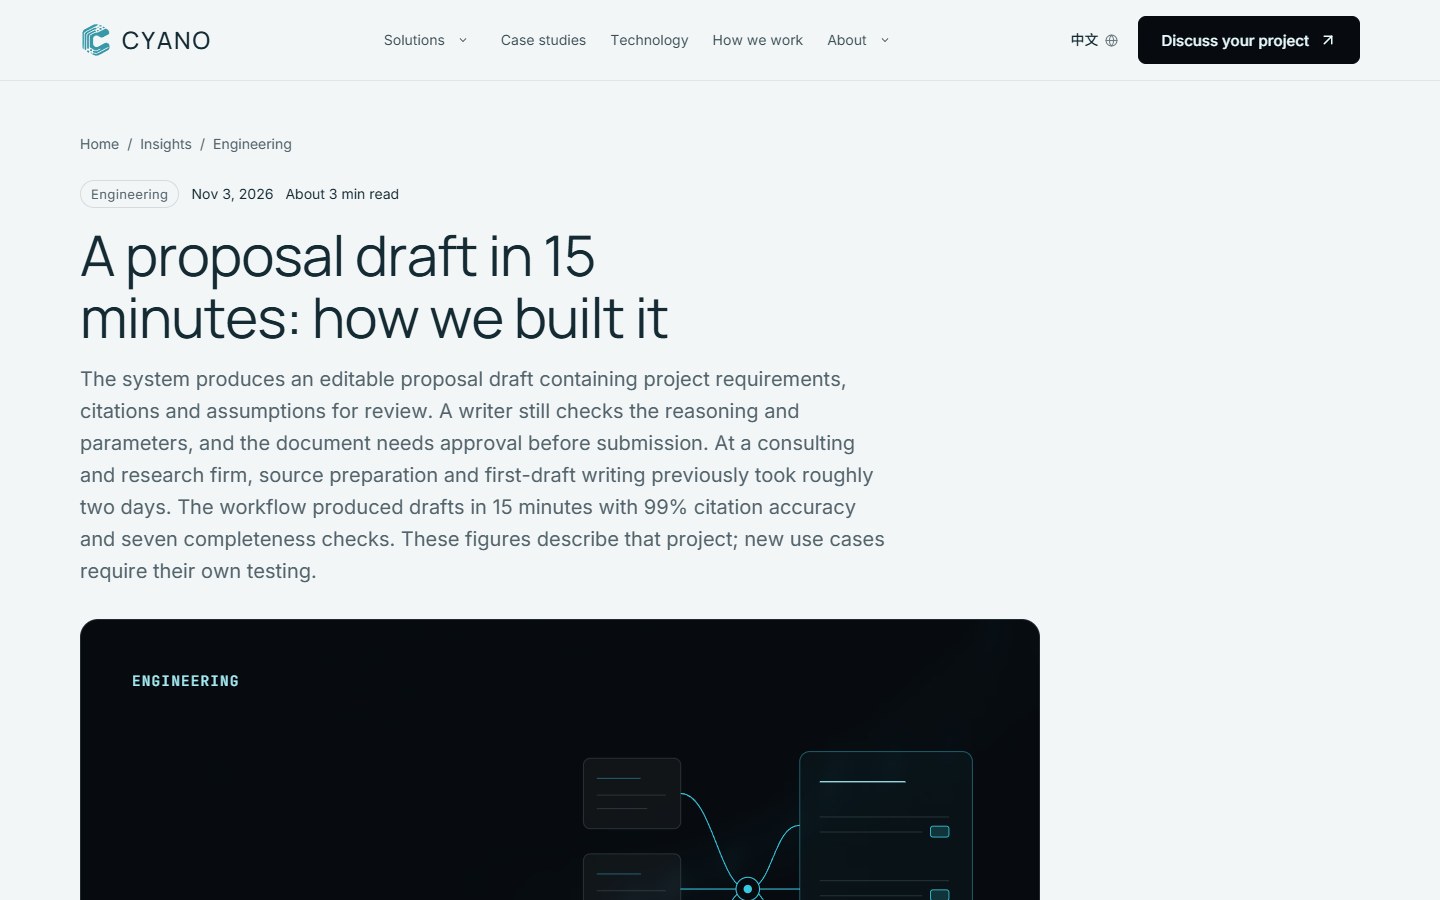 CYANO
Solutions
Case studies
Technology
How we work
About
中文
Discuss your project
Home / Insights / Engineering
Engineering
Nov 3, 2026
About 3 min read
A proposal draft in 15
minutes: how we built it
The system produces an editable proposal draft containing project requirements,
citations and assumptions for review. A writer still checks the reasoning and
parameters, and the document needs approval before submission. At a consulting
and research firm, source preparation and first-draft writing previously took roughly
two days. The workflow produced drafts in 15 minutes with 99% citation accuracy
and seven completeness checks. These figures describe that project; new use cases
require their own testing.
ENGINEERING